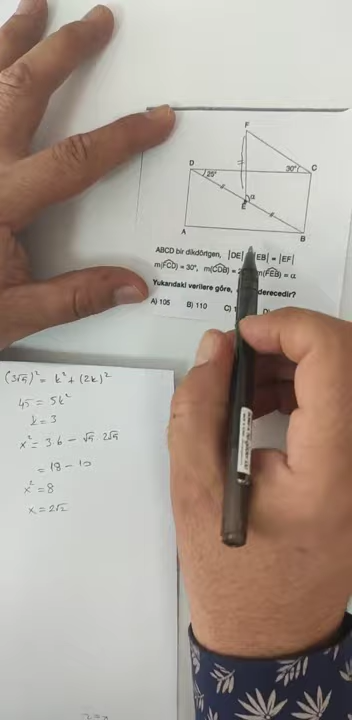 F
D
25°
30°
C
α
E
A
B
ABCD bir dikdörtgen, |DE| |EB| = |EF|
m(FCD) = 30°, m(CDB) = 2 m(FEB) = α
Yukarıdaki verilere göre, derecedir?
A) 105 B) 110 C) 1
(3√5)² = k² + (2k)²
45 = 5k²
k = 3
x² = 3.6 − √5 . 2√5
= 18 − 10
x² = 8
x = 2√2